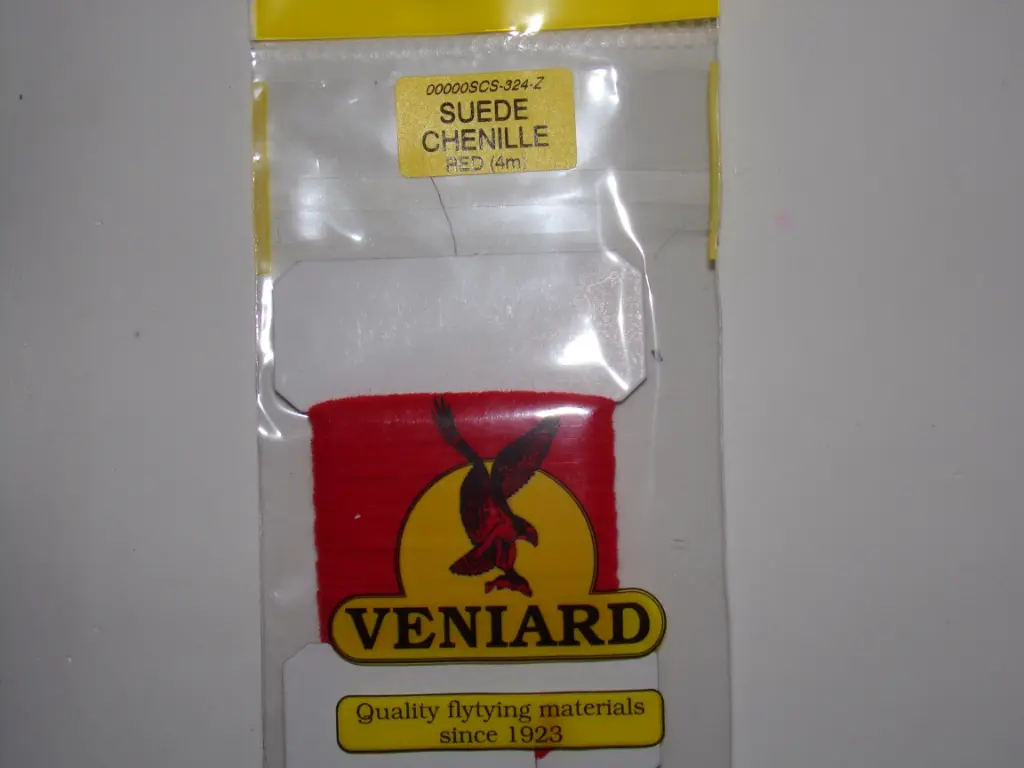 00000SCS-324-Z
SUEDE
CHENILLE
RED (4m)
VENIARD
Quality flytying materials
since 1923